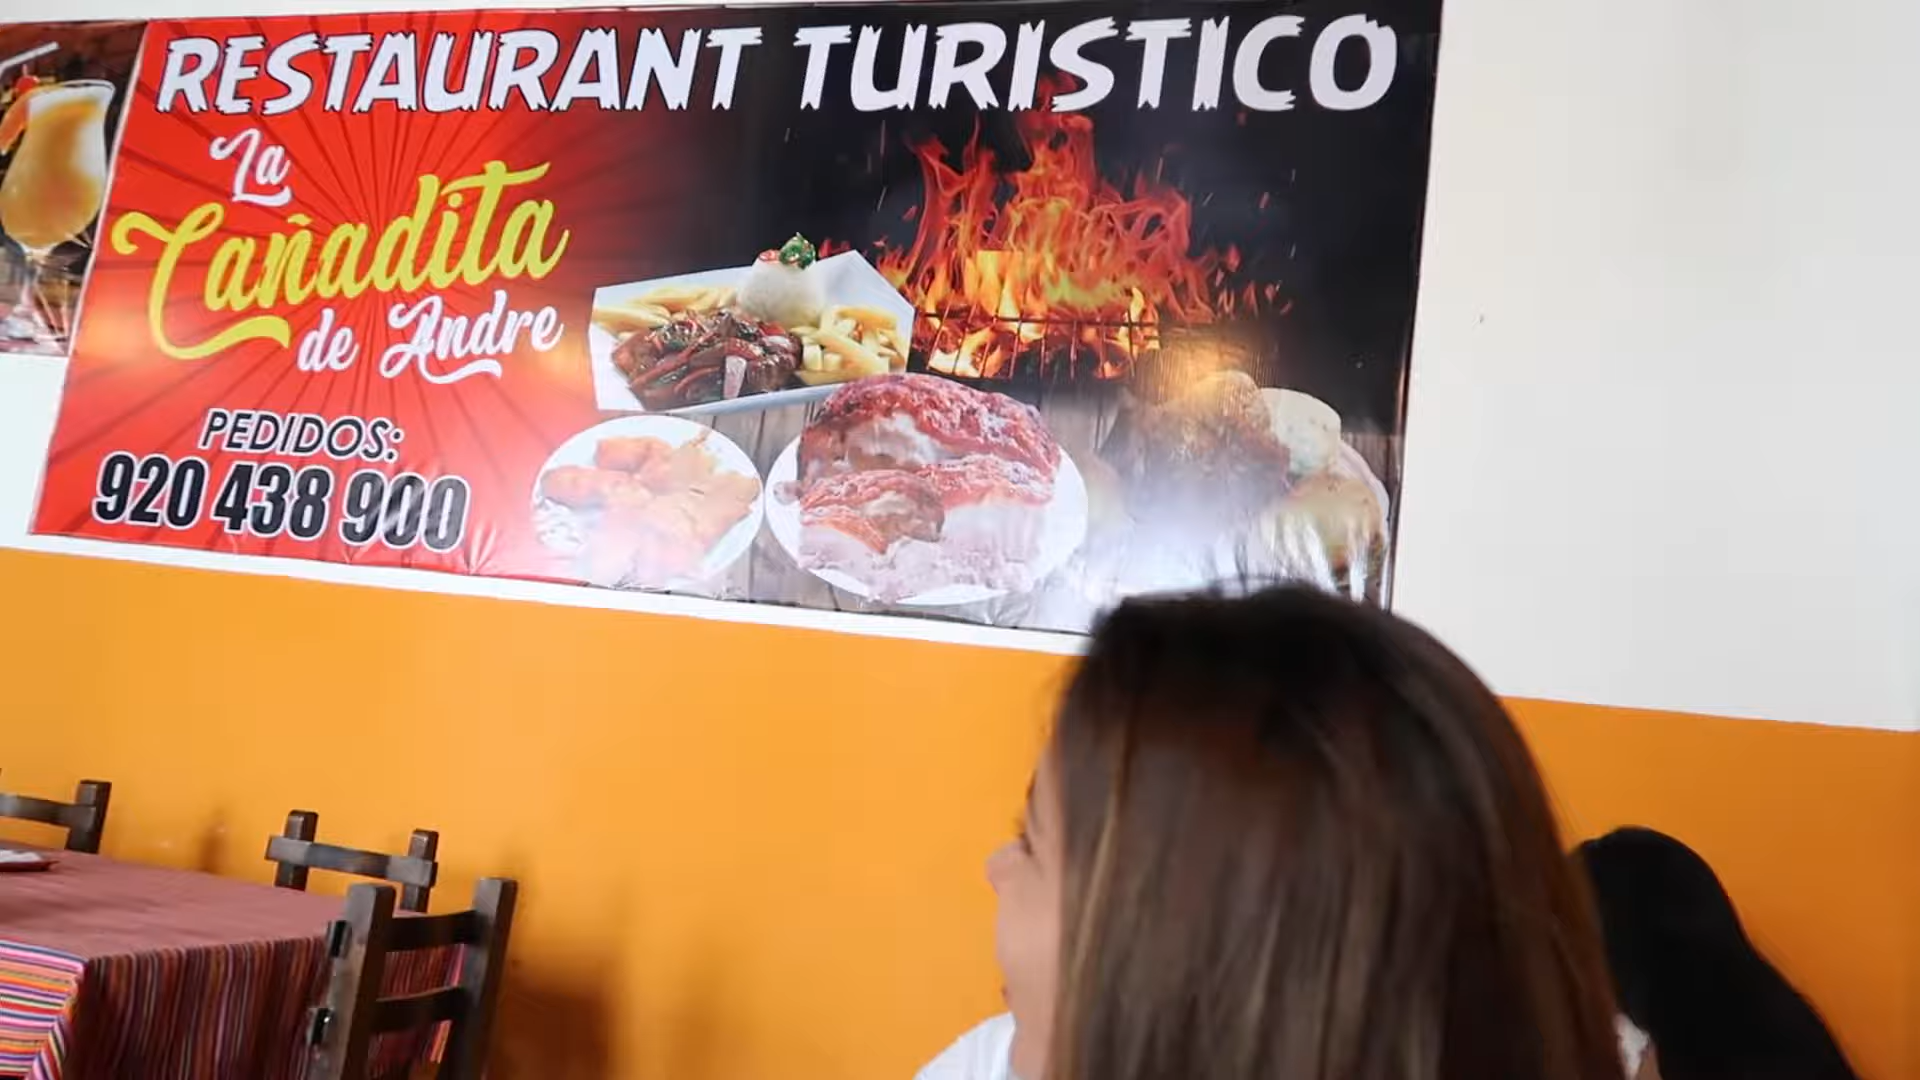 RESTAURANT TURISTICO
La
Cañadita
de Andre
PEDIDOS:
920 438 900